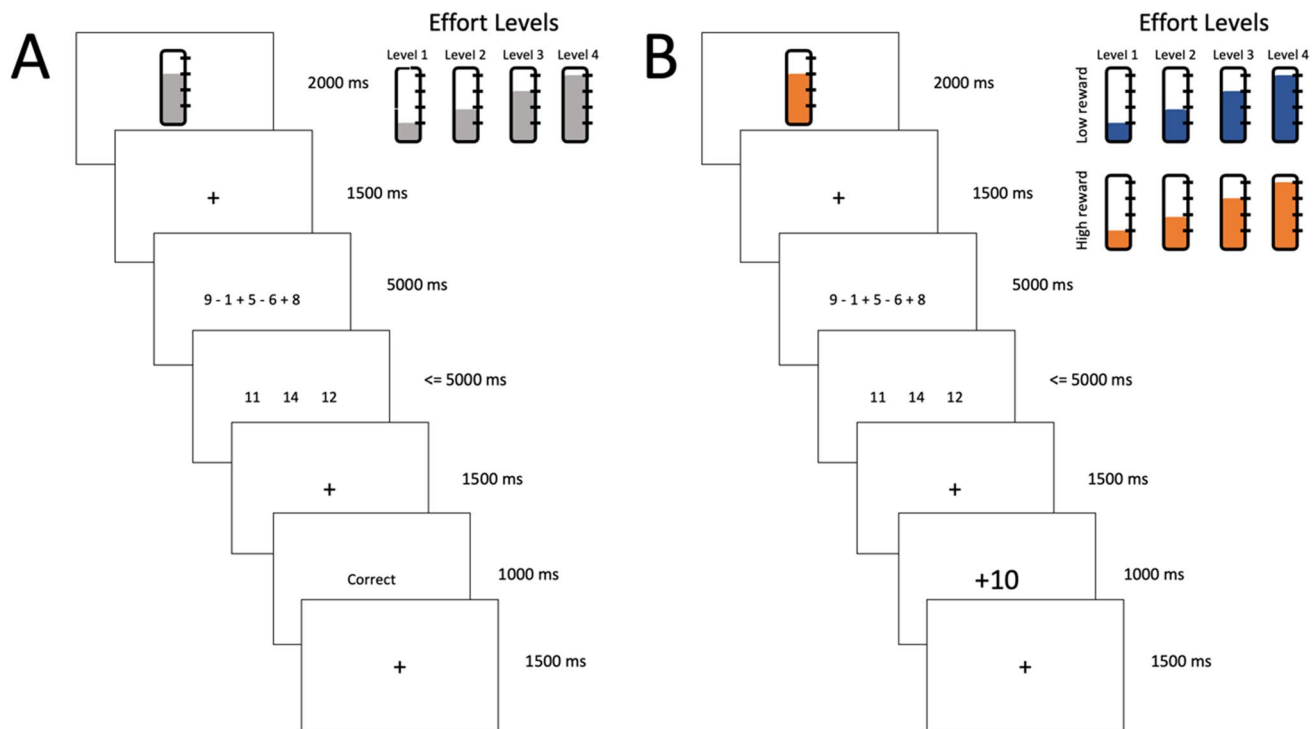 A
Effort Levels
Level 1 Level 2 Level 3 Level 4
2000 ms
+
1500 ms
9 - 1 + 5 - 6 + 8
5000 ms
11 14 12
<= 5000 ms
+
1500 ms
Correct
1000 ms
+
1500 ms
B
Effort Levels
Level 1 Level 2 Level 3 Level 4
Low reward
High reward
2000 ms
+
1500 ms
9 - 1 + 5 - 6 + 8
5000 ms
11 14 12
<= 5000 ms
+
1500 ms
+10
1000 ms
+
1500 ms